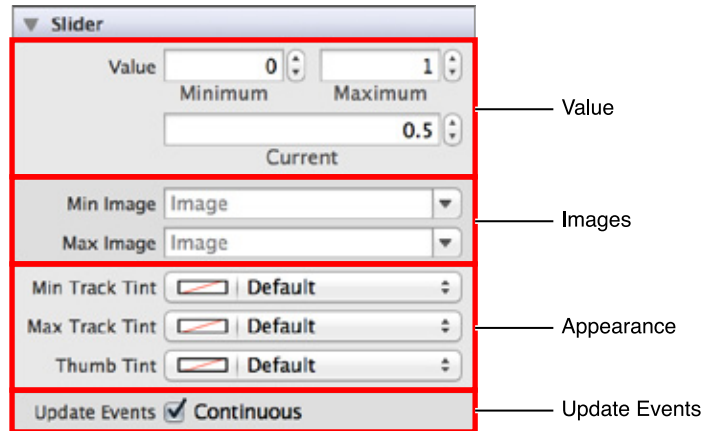 Slider
Value 0 1
Minimum Maximum
Value
0.5
Current
Min Image Image
Images
Max Image Image
Min Track Tint Default
Max Track Tint Default
Appearance
Thumb Tint Default
Update Events Continuous
Update Events